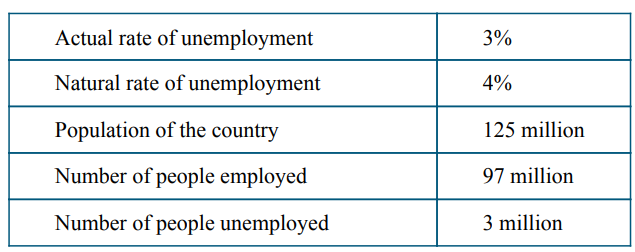 Actual rate of unemployment 3%
Natural rate of unemployment 4%
Population of the country 125 million
Number of people employed 97 million
Number of people unemployed 3 million